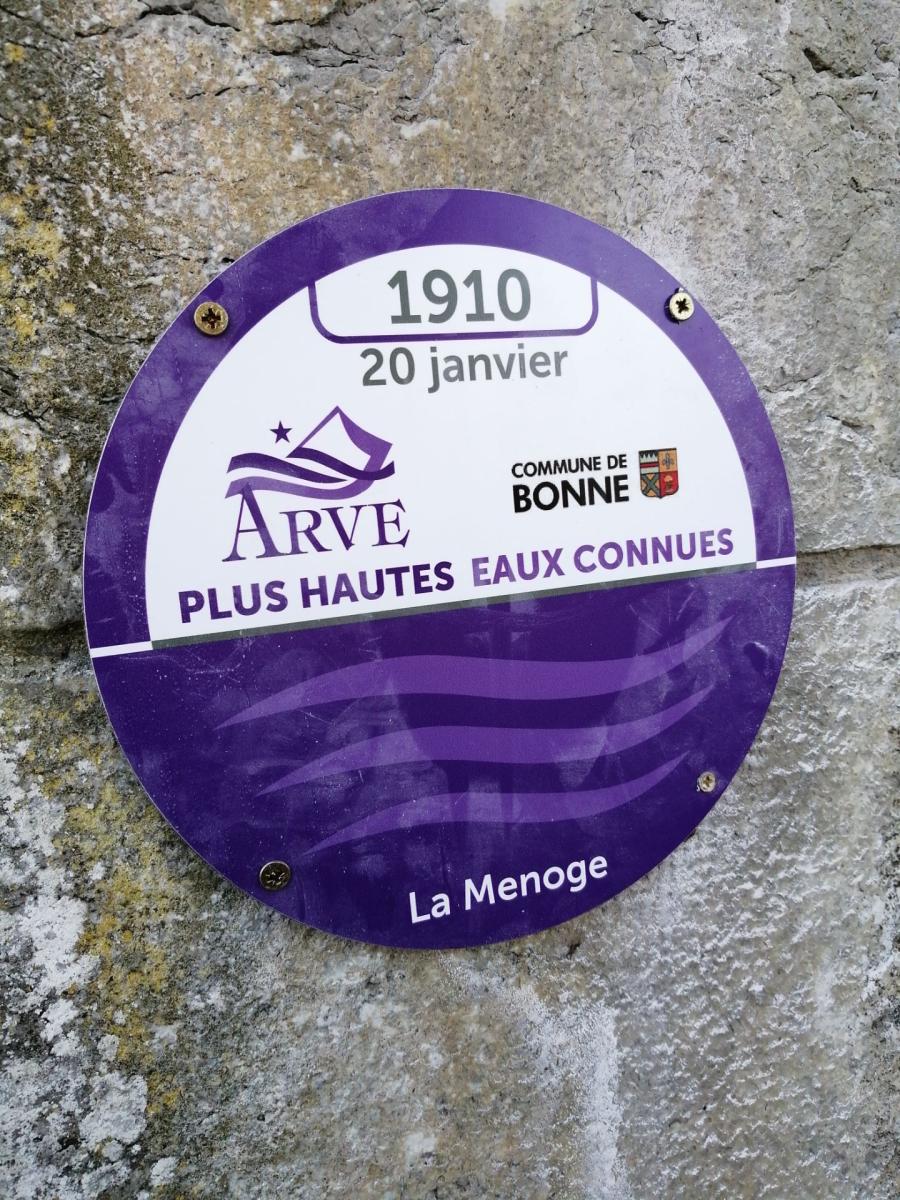 1910
20 janvier
ARVE
COMMUNE DE
BONNE
PLUS HAUTES EAUX CONNUES
La Menoge